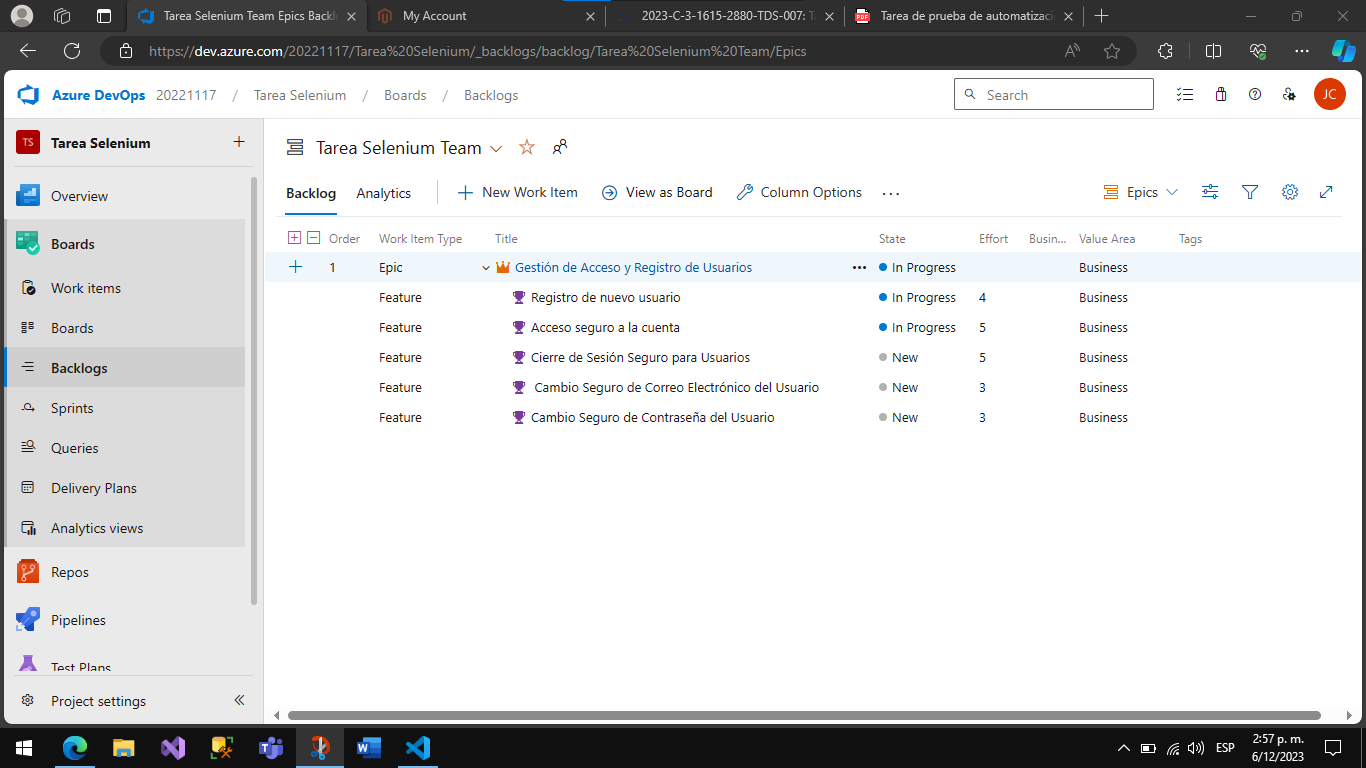 Tarea Selenium Team Epics Backl
My Account
2023-C-3-1615-2880-TDS-007: T
PDF
Tarea de prueba de automatizaci
https://dev.azure.com/20221117/Tarea%20Selenium/_backlogs/backlog/Tarea%20Selenium%20Team/Epics
Azure DevOps 20221117 / Tarea Selenium / Boards / Backlogs
Search
JC
TS Tarea Selenium
Overview
Boards
Work items
Boards
Backlogs
Sprints
Queries
Delivery Plans
Analytics views
Repos
Pipelines
Test Plans
Project settings
Tarea Selenium Team
Backlog Analytics New Work Item View as Board Column Options ... Epics
Order Work Item Type Title State Effort Busin... Value Area Tags
1 Epic Gestión de Acceso y Registro de Usuarios ... In Progress Business
Feature Registro de nuevo usuario In Progress 4 Business
Feature Acceso seguro a la cuenta In Progress 5 Business
Feature Cierre de Sesión Seguro para Usuarios New 5 Business
Feature Cambio Seguro de Correo Electrónico del Usuario New 3 Business
Feature Cambio Seguro de Contraseña del Usuario New 3 Business
ESP
2:57 p. m.
6/12/2023